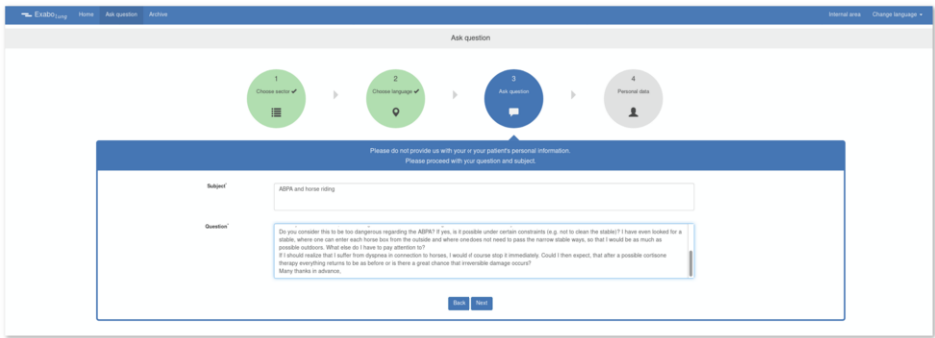 ExaboLungi Home Ask question Archive Internal area Change language
Ask question
1 2 3 4
Choose sector Choose language Ask question Personal data
Please do not provide us with your or your patient's personal information.
Please proceed with your question and subject.
Subject*
ABPA and horse riding
Question*
Do you consider this to be too dangerous regarding the ABPA? If yes, is it possible under certain constraints (e.g. not to clean the stable)? I have even looked for a
stable, where one can enter each horse box from the outside and where one does not need to pass the narrow stable ways, so that I would be as much as
possible outdoors. What else do I have to pay attention to?
If I should realize that I suffer from dyspnea in connection to horses, I would of course stop it immediately. Could I then expect, that after a possible cortisone
therapy everything returns to be as before or is there a great chance that irreversible damage occurs?
Many thanks in advance,
Back Next